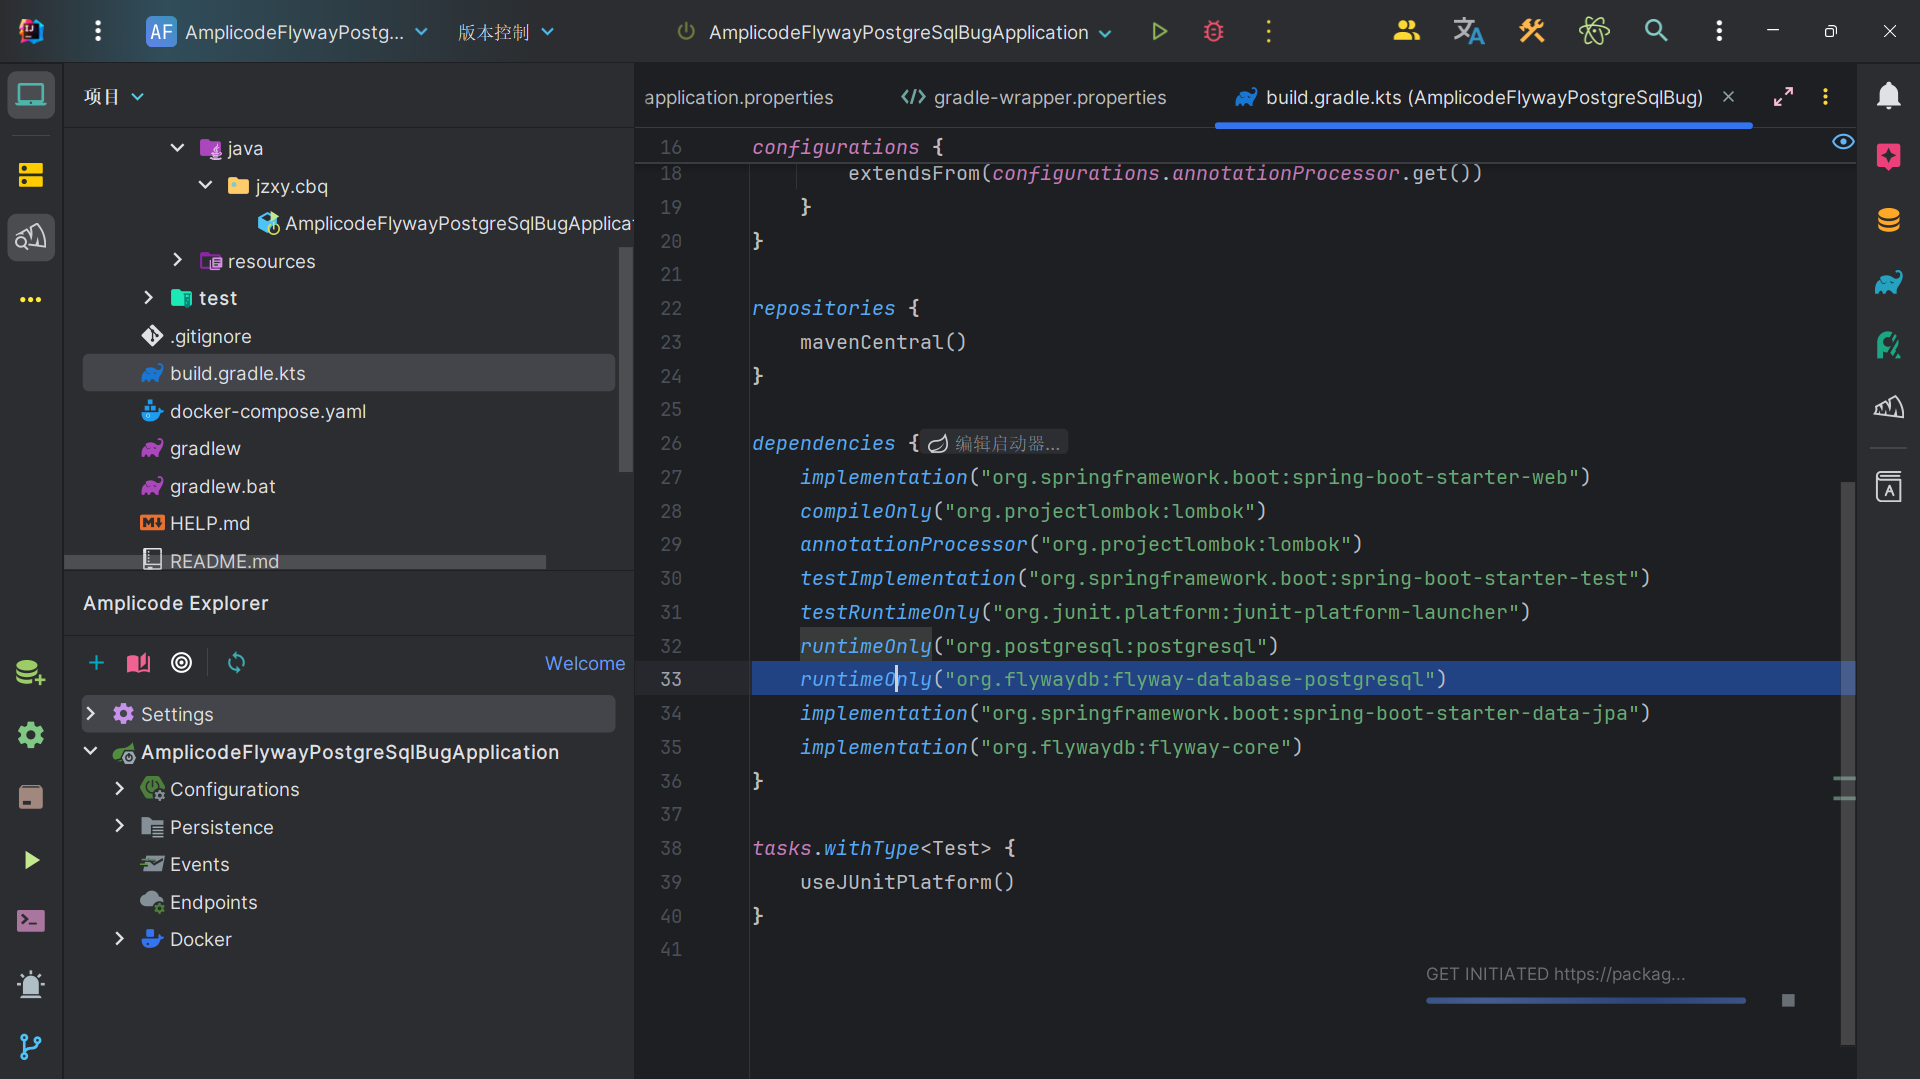 AF AmplicodeFlywayPostg... 版本控制 AmplicodeFlywayPostgreSqlBugApplication
项目
java
jzxy.cbq
AmplicodeFlywayPostgreSqlBugApplicat
resources
test
.gitignore
build.gradle.kts
docker-compose.yaml
gradlew
gradlew.bat
HELP.md
README.md
Amplicode Explorer
Welcome
Settings
AmplicodeFlywayPostgreSqlBugApplication
Configurations
Persistence
Events
Endpoints
Docker
application.properties gradle-wrapper.properties build.gradle.kts (AmplicodeFlywayPostgreSqlBug)
16 configurations {
18 extendsFrom(configurations.annotationProcessor.get())
19 }
20 }
21
22 repositories {
23 mavenCentral()
24 }
25
26 dependencies { 编辑启动器...
27 implementation("org.springframework.boot:spring-boot-starter-web")
28 compileOnly("org.projectlombok:lombok")
29 annotationProcessor("org.projectlombok:lombok")
30 testImplementation("org.springframework.boot:spring-boot-starter-test")
31 testRuntimeOnly("org.junit.platform:junit-platform-launcher")
32 runtimeOnly("org.postgresql:postgresql")
33 runtimeOnly("org.flywaydb:flyway-database-postgresql")
34 implementation("org.springframework.boot:spring-boot-starter-data-jpa")
35 implementation("org.flywaydb:flyway-core")
36 }
37
38 tasks.withType<Test> {
39 useJUnitPlatform()
40 }
41
GET INITIATED https://packag...